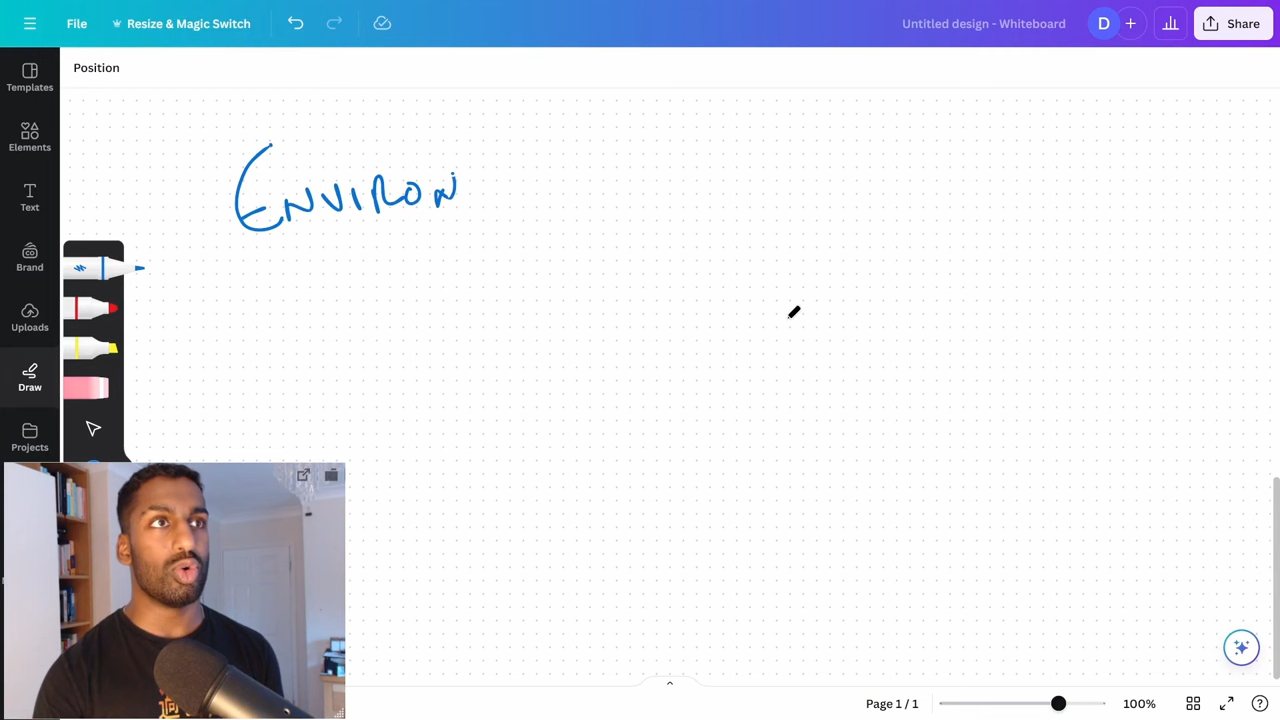 File
Resize & Magic Switch
Untitled design - Whiteboard
D
Share
Templates
Position
Elements
Text
Brand
Uploads
Draw
Projects
ENVIRON
Page 1 / 1
100%